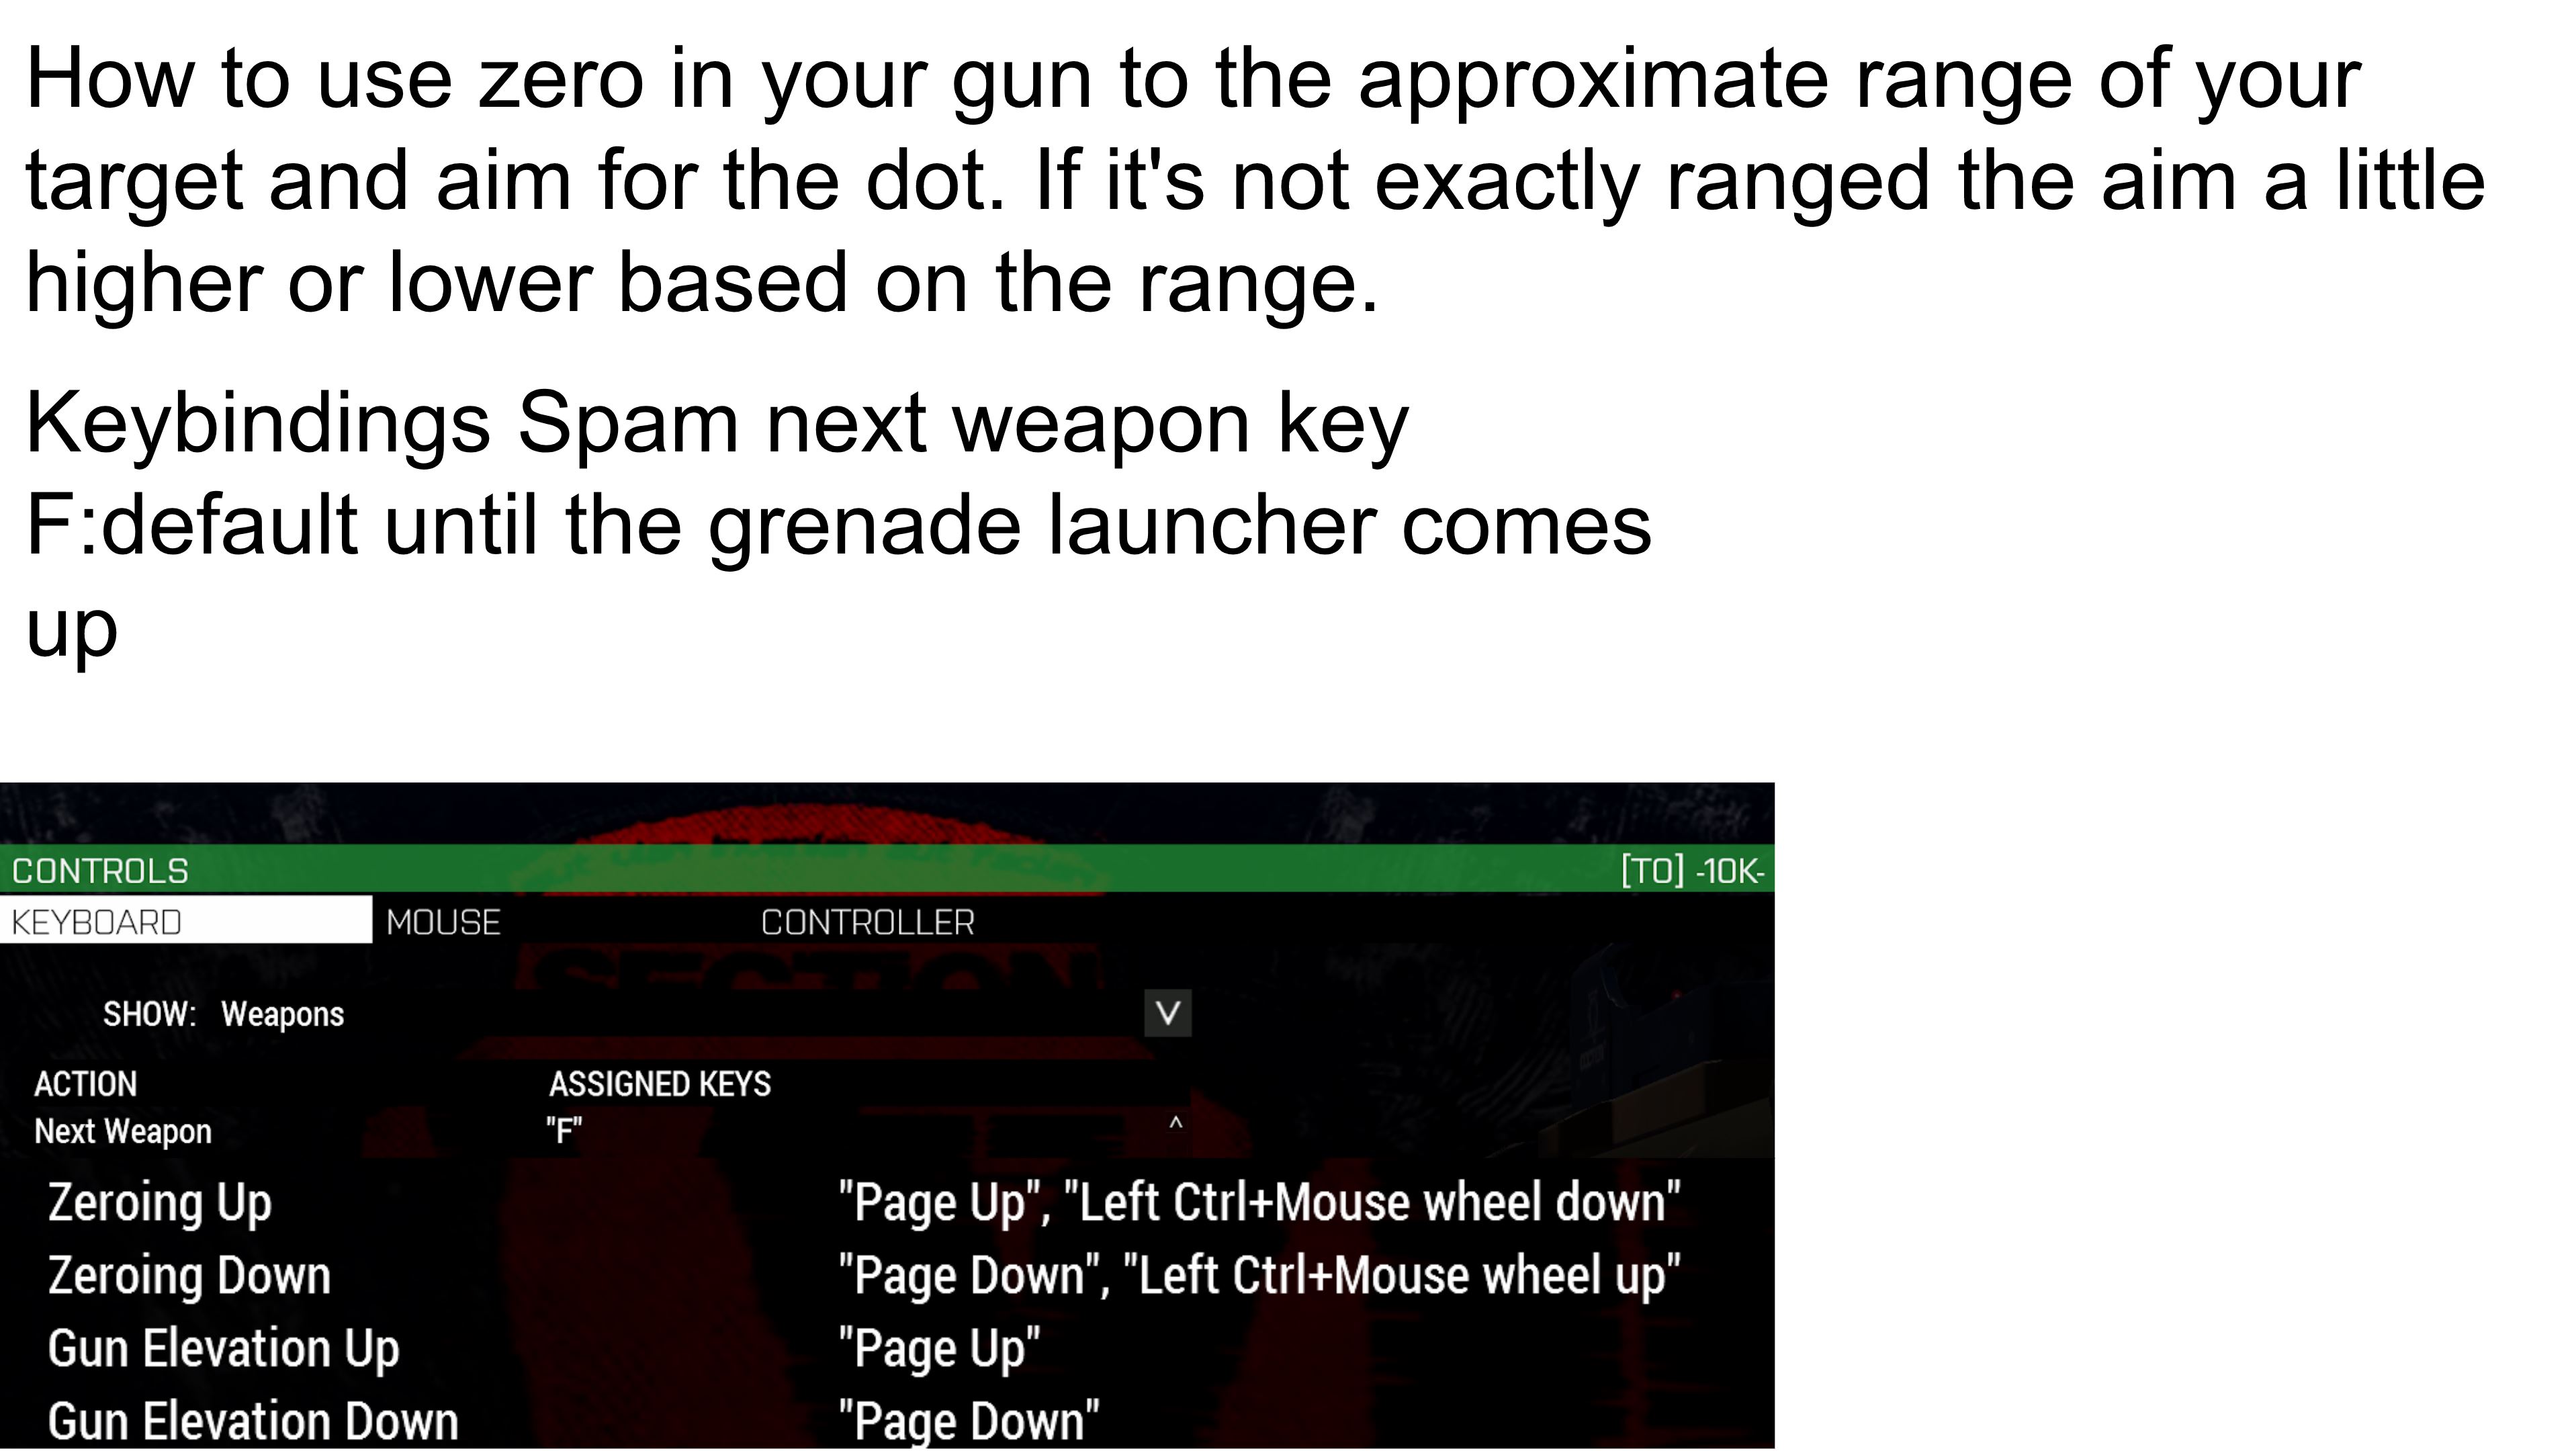 How to use zero in your gun to the approximate range of your
target and aim for the dot. If it's not exactly ranged the aim a little
higher or lower based on the range.
Keybindings Spam next weapon key
F:default until the grenade launcher comes
up
CONTROLS [TO] -10K-
KEYBOARD MOUSE CONTROLLER
SECTION
SHOW: Weapons V
ACTION ASSIGNED KEYS
Next Weapon "F" ^
Zeroing Up "Page Up", "Left Ctrl+Mouse wheel down"
Zeroing Down "Page Down", "Left Ctrl+Mouse wheel up"
Gun Elevation Up "Page Up"
Gun Elevation Down "Page Down"